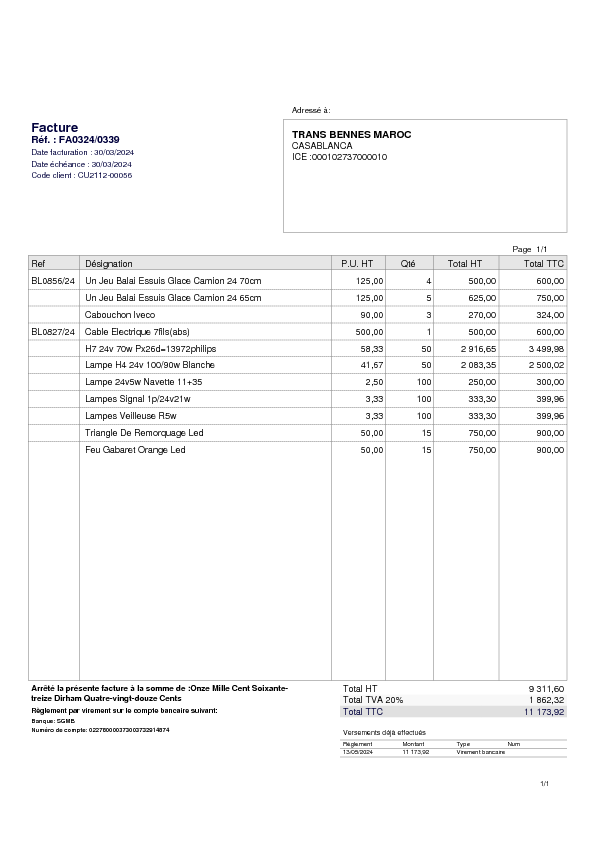 Adressé à:
Facture
Réf. : FA0324/0339
Date facturation : 30/03/2024
Date échéance : 30/03/2024
Code client : CU2112-00056
TRANS BENNES MAROC
CASABLANCA
ICE :000102737000010
Page 1/1
Ref Désignation P.U. HT Qté Total HT Total TTC
BL0856/24 Un Jeu Balai Essuis Glace Camion 24 70cm 125,00 4 500,00 600,00
Un Jeu Balai Essuis Glace Camion 24 65cm 125,00 5 625,00 750,00
Cabouchon Iveco 90,00 3 270,00 324,00
BL0827/24 Cable Electrique 7fils(abs) 500,00 1 500,00 600,00
H7 24v 70w Px26d=13972philips 58,33 50 2 916,65 3 499,98
Lampe H4 24v 100/90w Blanche 41,67 50 2 083,35 2 500,02
Lampe 24v5w Navette 11+35 2,50 100 250,00 300,00
Lampes Signal 1p/24v21w 3,33 100 333,30 399,96
Lampes Veilleuse R5w 3,33 100 333,30 399,96
Triangle De Remorquage Led 50,00 15 750,00 900,00
Feu Gabaret Orange Led 50,00 15 750,00 900,00
Arrêté la présente facture à la somme de :Onze Mille Cent Soixante-
treize Dirham Quatre-vingt-douze Cents
Règlement par virement sur le compte bancaire suivant:
Banque: SGMB
Numéro de compte:
Total HT 9 311,60
Total TVA 20% 1 862,32
Total TTC 11 173,92
Versements déjà effectués
Règlement Montant Type Num
13/05/2024 11 173,92 Virement bancaire
1/1